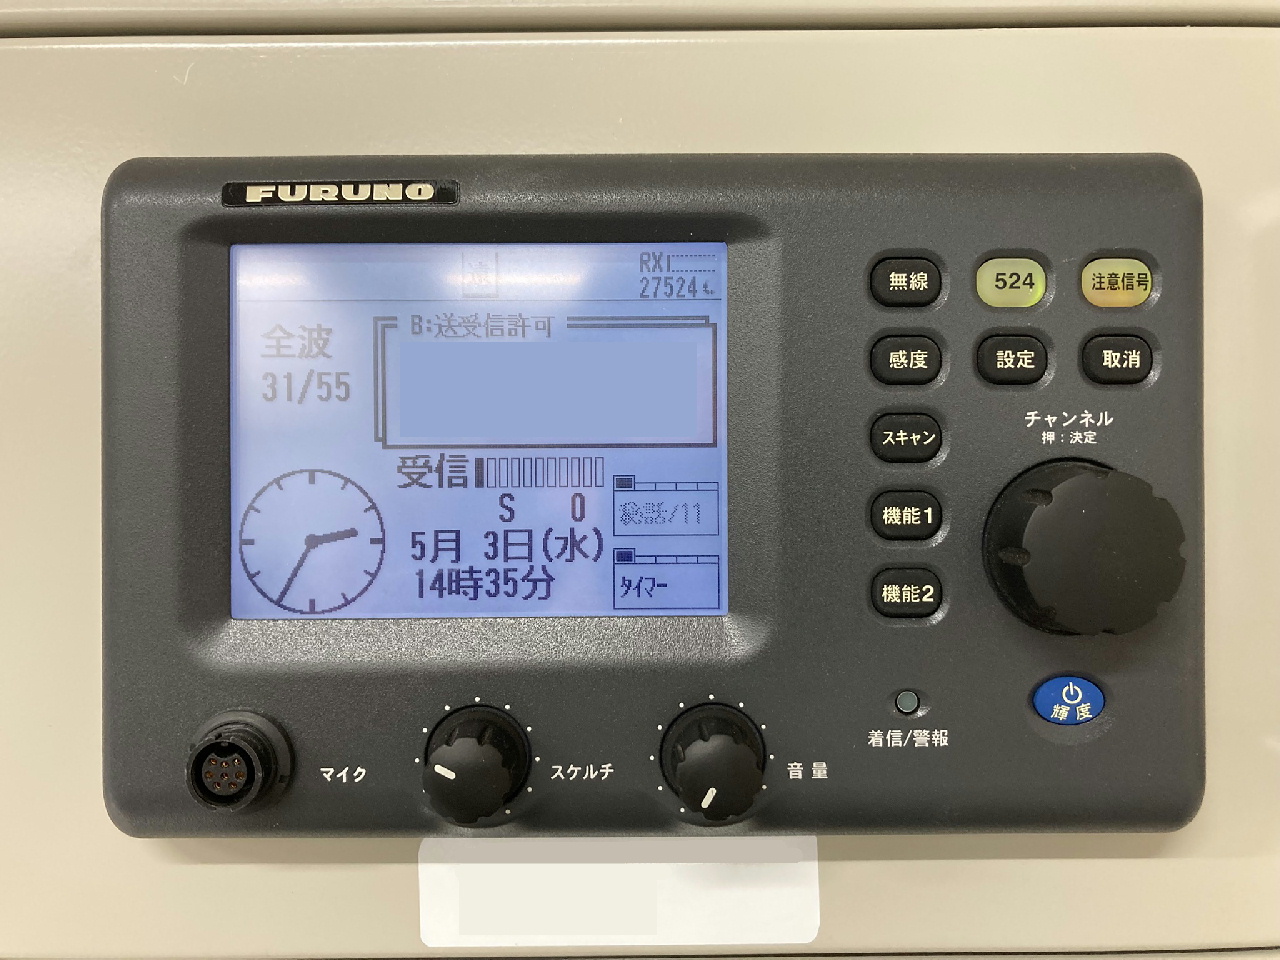 FURUNO
遠
RX
27524
全波
31/55
B:送受信許可
受信
S 0
秘話/11
5月 3日(水)
14時35分
タイマー
無線
524
注意信号
感度
設定
取消
チャンネル
押:決定
スキャン
機能1
機能2
輝度
着信/警報
マイク
スケルチ
音量